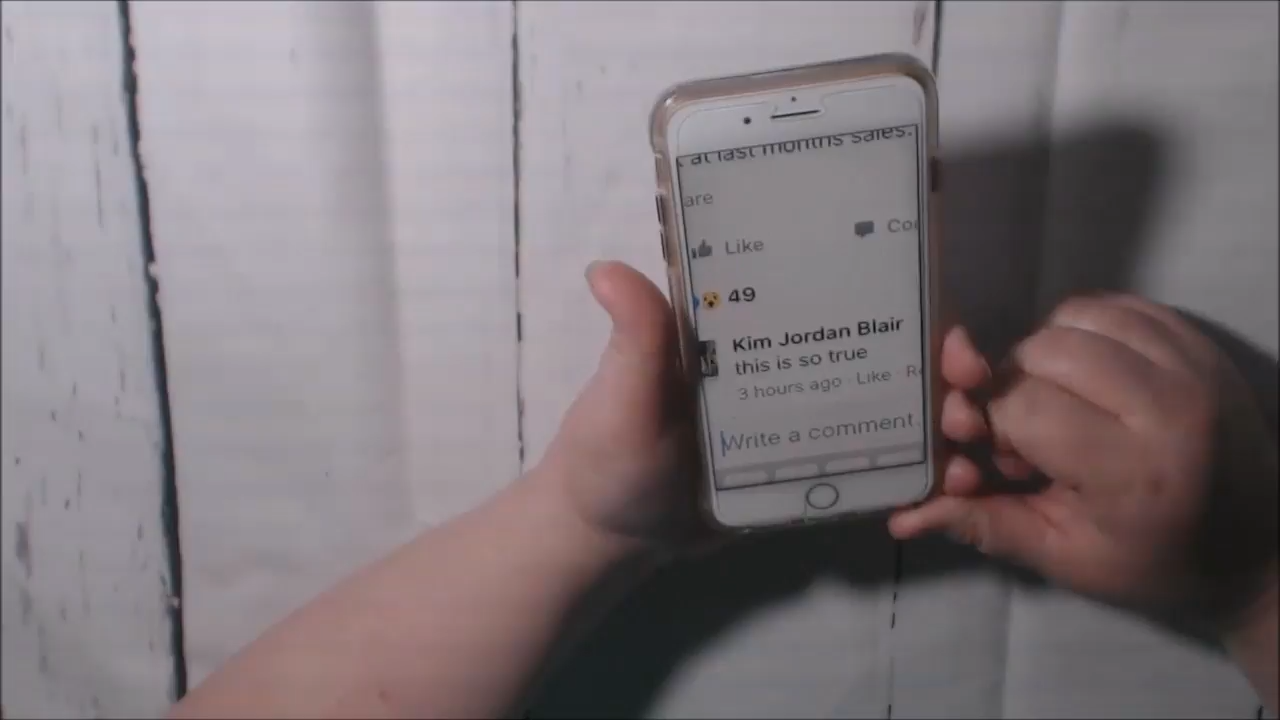 at last months sales.
are
Like
49
Kim Jordan Blair
this is so true
3 hours ago · Like ·
Write a comment.